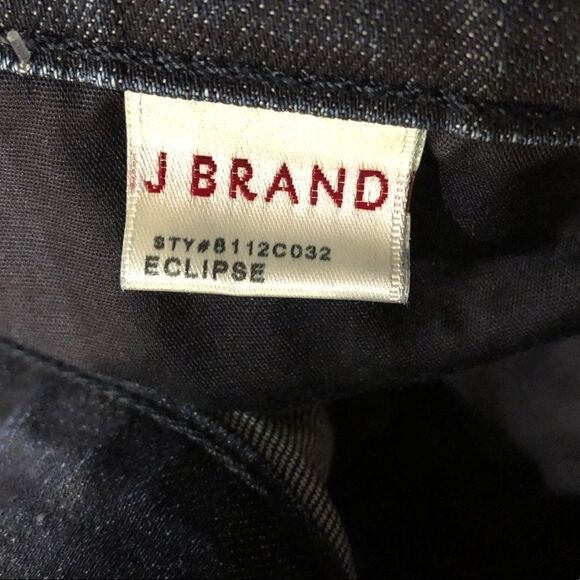 J BRAND
STY#8112C032
ECLIPSE